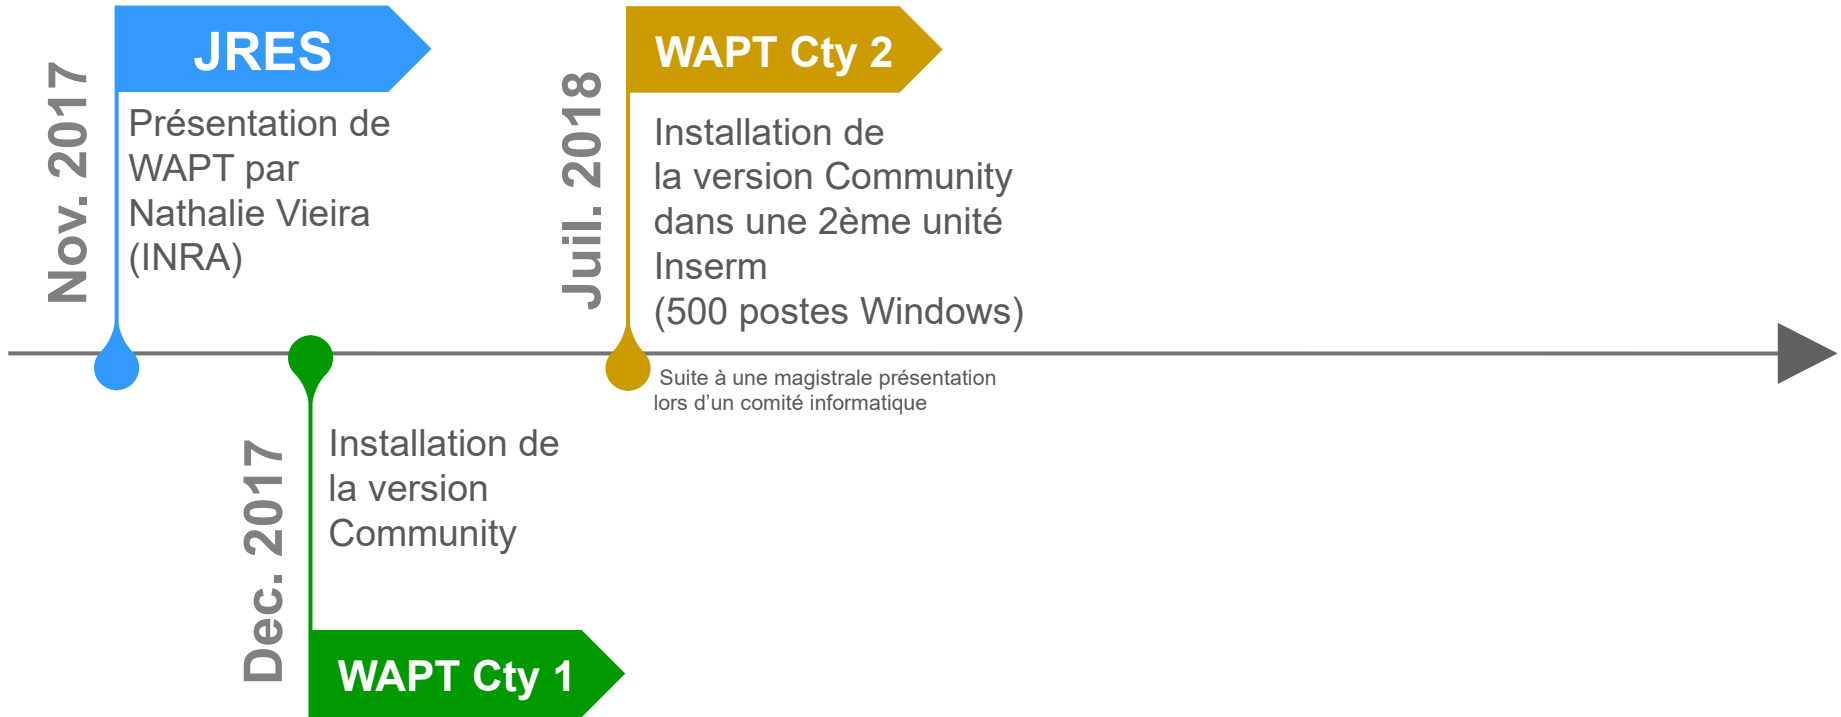 JRES
Nov. 2017
Présentation de
WAPT par
Nathalie Vieira
(INRA)
Dec. 2017
Installation de
la version
Community
WAPT Cty 1
WAPT Cty 2
Juil. 2018
Installation de
la version Community
dans une 2ème unité
Inserm
(500 postes Windows)
Suite à une magistrale présentation
lors d’un comité informatique